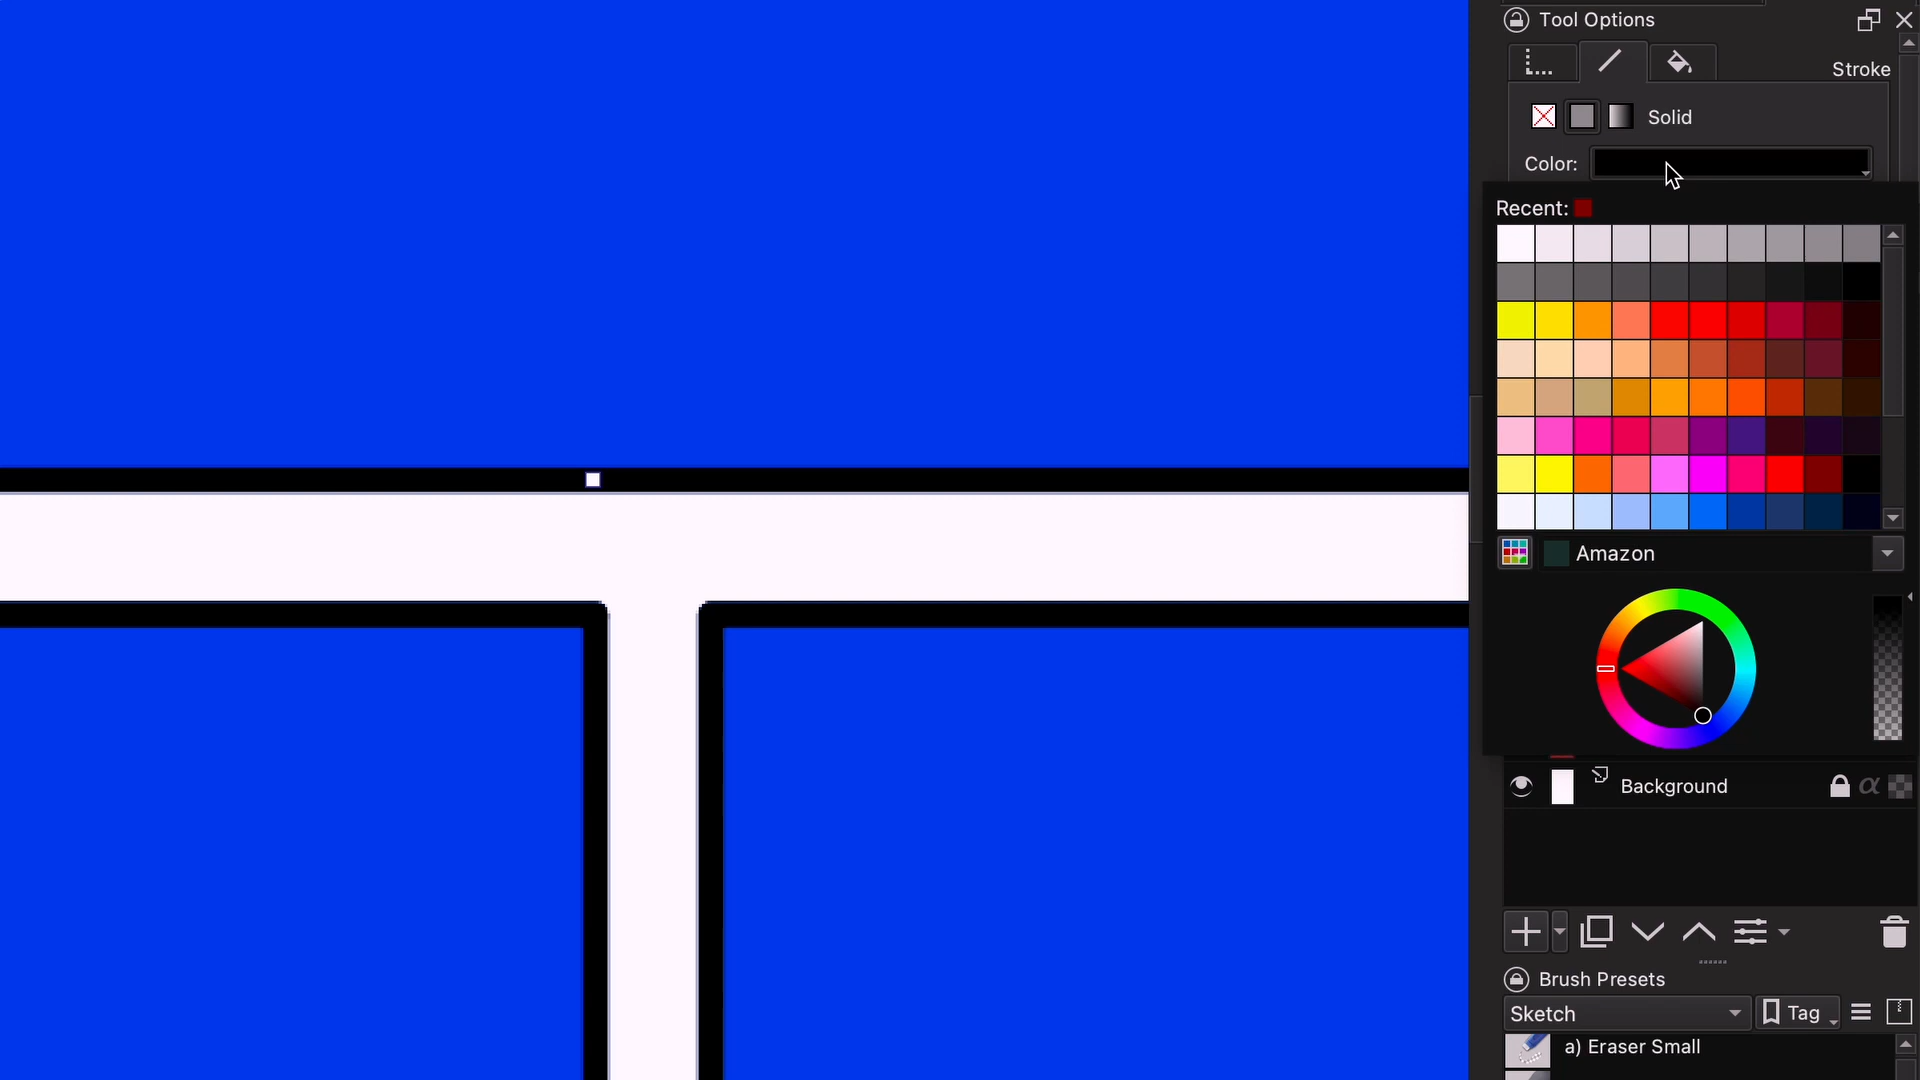 Tool Options
Stroke
Solid
Color:
Recent:
Amazon
Background
α
Brush Presets
Sketch
Tag
a) Eraser Small